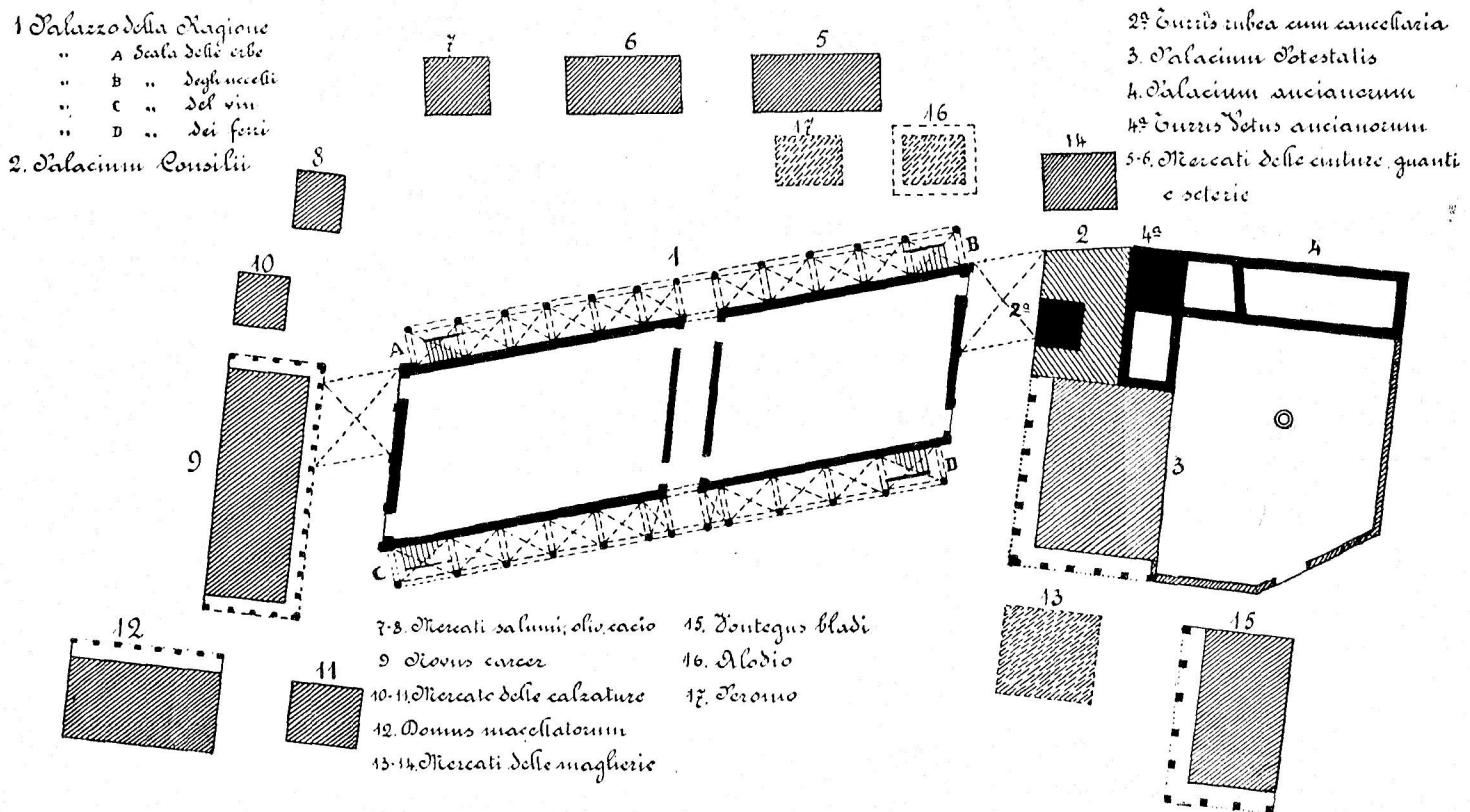 1 Palazzo della Ragione
" A Scala delle erbe
" B " degli uccelli
" C " del vin
" D " dei ferri
2. Palacium Consilii
2ª Turris rubea cum cancellaria
3. Palacium Potestatis
4. Palacium ancianorum
4ª Turris Vetus ancianorum
5-6. Mercati delle cinture, guanti
e seterie
7
6
5
17
16
14
8
10
1
B
2
4ª
4
2ª
A
9
3
D
C
12
11
13
15
7-8. Mercati salumi, olio, cacio
9 Novus carcer
10-11. Mercato delle calzature
12. Domus macellatorum
13-14. Mercati delle maglierie
15. Fontegus bladi
16. Alodio
17. Peronio